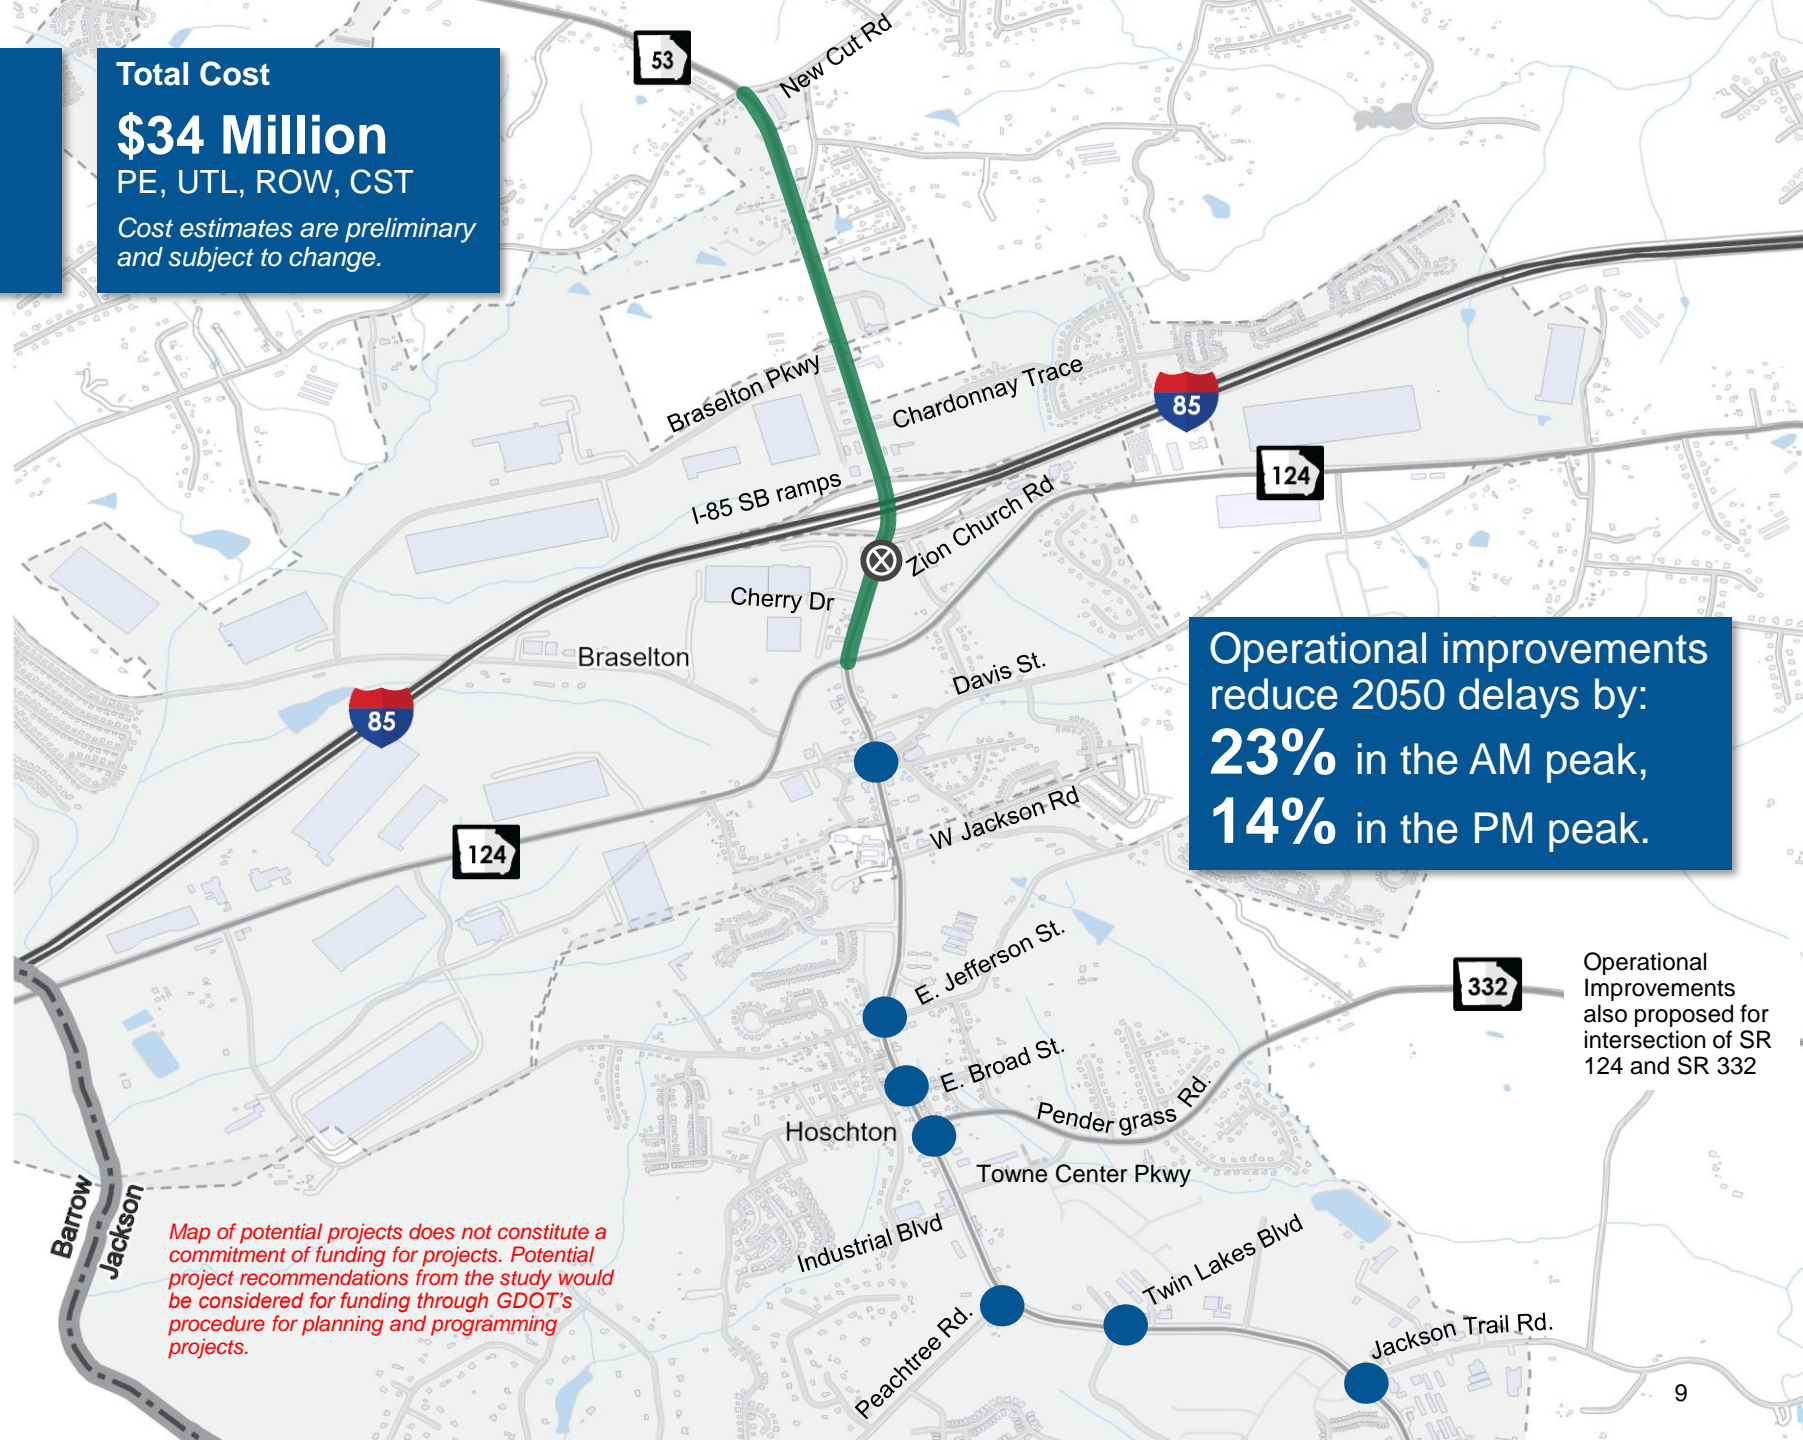 53
New Cut Rd
Total Cost
$34 Million
PE, UTL, ROW, CST
Cost estimates are preliminary
and subject to change.
Braselton Pkwy
Chardonnay Trace
85
124
I-85 SB ramps
Zion Church Rd
Cherry Dr
Braselton
Davis St.
85
Operational improvements
reduce 2050 delays by:
23% in the AM peak,
14% in the PM peak.
W Jackson Rd
124
E. Jefferson St.
332
Operational
Improvements
also proposed for
intersection of SR
124 and SR 332
E. Broad St.
Pender grass Rd.
Hoschton
Towne Center Pkwy
Barrow
Jackson
Map of potential projects does not constitute a
commitment of funding for projects. Potential
project recommendations from the study would
be considered for funding through GDOT's
procedure for planning and programming
projects.
Industrial Blvd
Twin Lakes Blvd
Peachtree Rd.
Jackson Trail Rd.
9